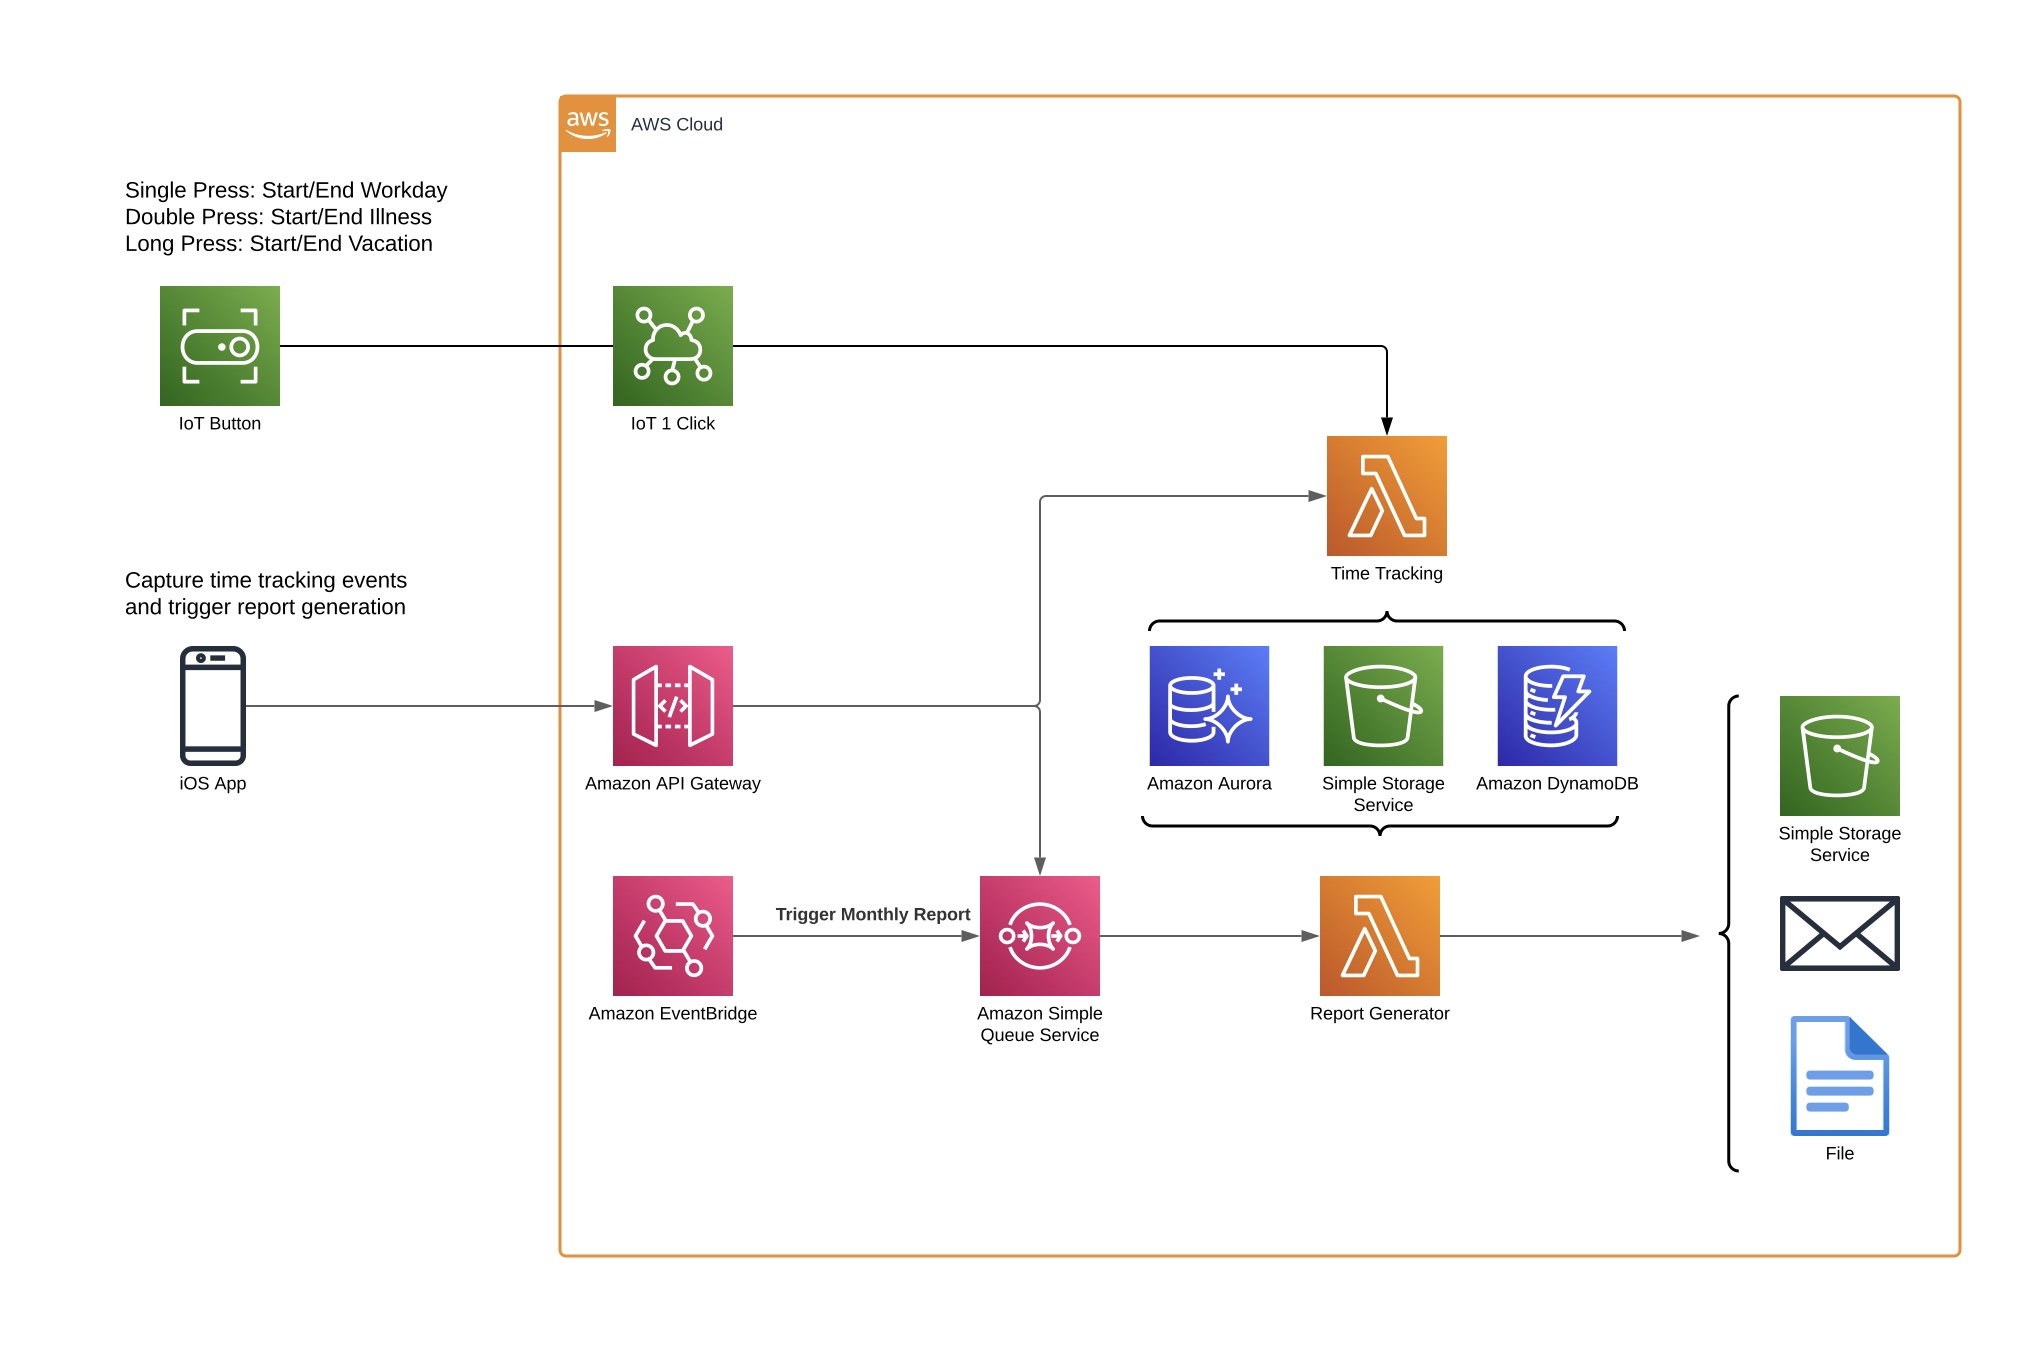 aws
AWS Cloud
Single Press: Start/End Workday
Double Press: Start/End Illness
Long Press: Start/End Vacation
IoT Button
IoT 1 Click
Time Tracking
Capture time tracking events
and trigger report generation
iOS App
Amazon API Gateway
Amazon Aurora
Simple Storage
Service
Amazon DynamoDB
Simple Storage
Service
Trigger Monthly Report
Amazon EventBridge
Amazon Simple
Queue Service
Report Generator
File